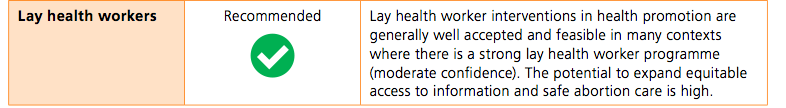 Lay health workers
Recommended
Lay health worker interventions in health promotion are
generally well accepted and feasible in many contexts
where there is a strong lay health worker programme
(moderate confidence). The potential to expand equitable
access to information and safe abortion care is high.